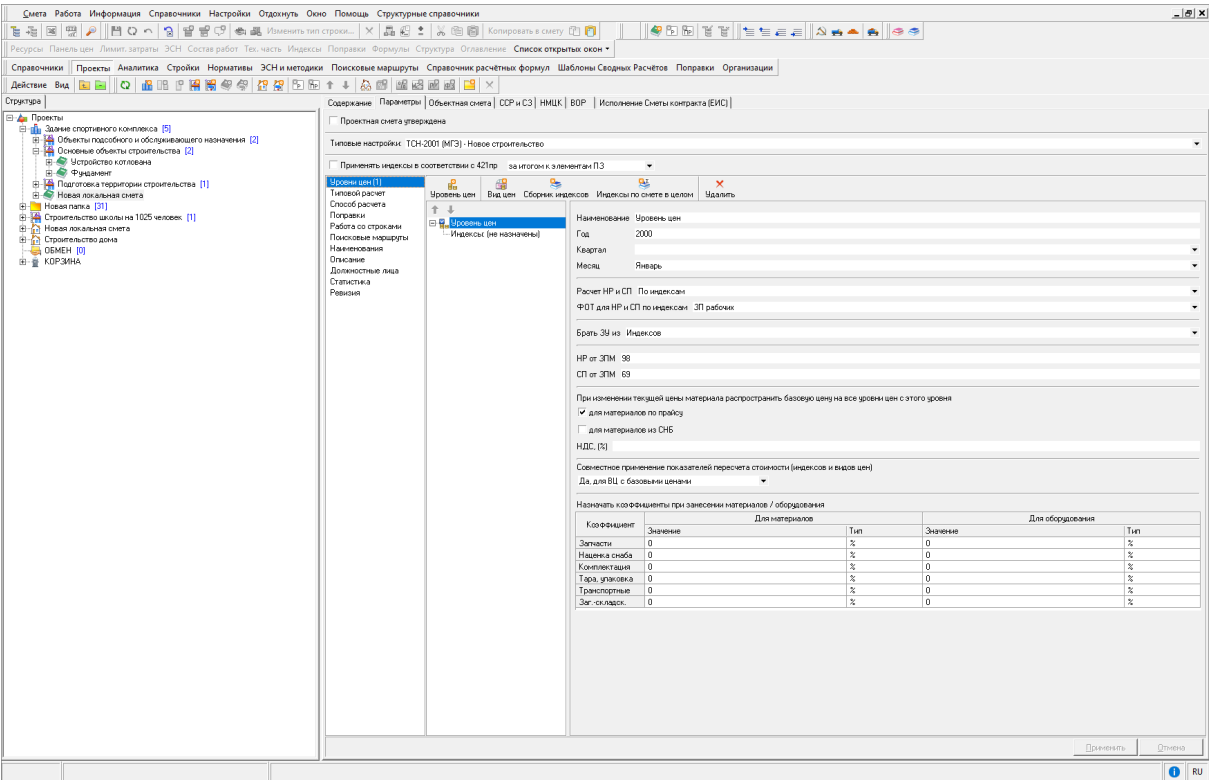 Смета Работа Информация Справочники Настройки Отдохнуть Окно Помощь Структурные справочники
Изменить тип строки... Копировать в смету
Ресурсы Панель цен Лимит. затраты ЭСН Состав работ Тех. часть Индексы Поправки Формулы Структура Оглавление Список открытых окон
Справочники Проекты Аналитика Стройки Нормативы ЭСН и методики Поисковые маршруты Справочник расчётных формул Шаблоны Сводных Расчётов Поправки Организации
Действие Вид
Структура
Проекты
Здание спортивного комплекса [5]
Объекты подсобного и обслуживающего назначения [2]
Основные объекты строительства [2]
Устройство котлована
Фундамент
Подготовка территории строительства [1]
Новая локальная смета
Новая папка [31]
Строительство школы на 1025 человек [1]
Новая локальная смета
Строительство дома
ОБМЕН [0]
КОРЗИНА
Содержание Параметры Объектная смета ССР и СЗ НМЦК ВОР Исполнение Сметы контракта (ЕИС)
Проектная смета утверждена
Типовые настройки: ТСН-2001 (МГЭ) - Новое строительство
Применять индексы в соответствии с 421пр за итогом к элементам ПЗ
Уровни цен (1)
Типовой расчет
Способ расчета
Поправки
Работа со строками
Поисковые маршруты
Наименования
Описание
Должностные лица
Статистика
Ревизия
Уровень цен Вид цен Сборник индексов Индексы по смете в целом Удалить
Уровень цен
Индексы: (не назначены)
Наименование Уровень цен
Год 2000
Квартал
Месяц Январь
Расчет НР и СП По индексам
ФОТ для НР и СП по индексам ЗП рабочих
Брать ЗУ из Индексов
НР от ЗПМ 98
СП от ЗПМ 69
При изменении текущей цены материала распространить базовую цену на все уровни цен с этого уровня
для материалов по прайсу
для материалов из СНБ
НДС, (%)
Совместное применение показателей пересчета стоимости (индексов и видов цен)
Да, для ВЦ с базовыми ценами
Назначать коэффициенты при занесении материалов / оборудования
Коэффициент Для материалов Для оборудования
Значение Тип Значение Тип
Запчасти 0 % 0 %
Наценка снаба 0 % 0 %
Комплектация 0 % 0 %
Тара, упаковка 0 % 0 %
Транспортные 0 % 0 %
Заг.-складск. 0 % 0 %
Применить Отмена
RU